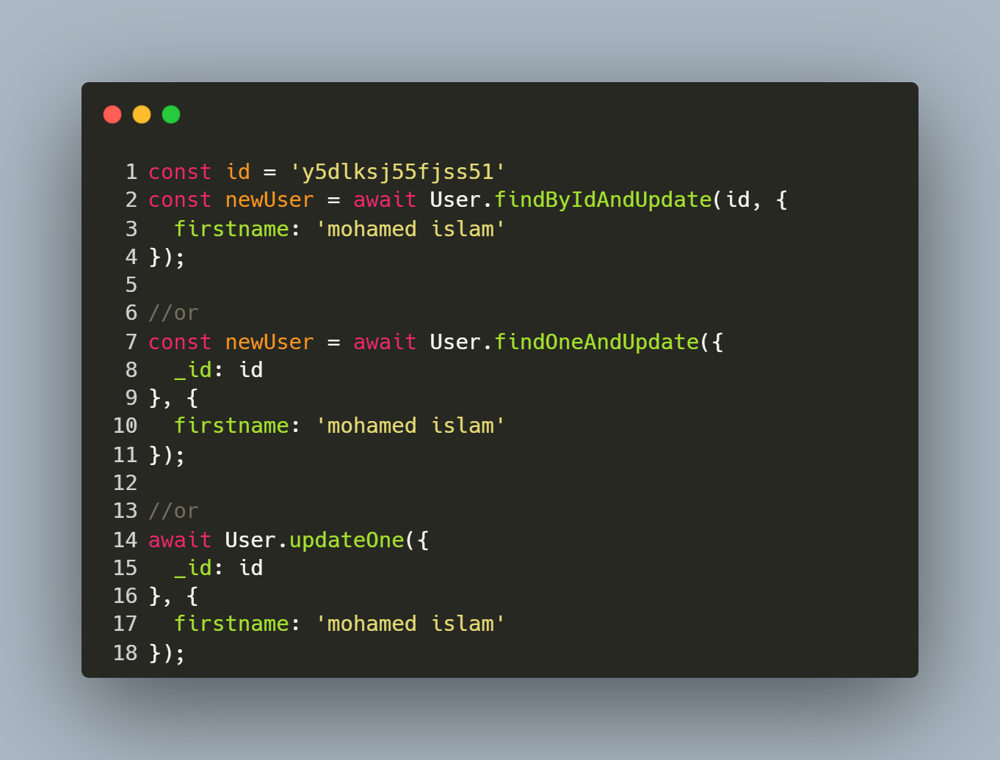 1 const id = 'y5dlksj55fjss51'
2 const newUser = await User.findByIdAndUpdate(id, {
3   firstname: 'mohamed islam'
4 });
5
6 //or
7 const newUser = await User.findOneAndUpdate({
8   _id: id
9 }, {
10   firstname: 'mohamed islam'
11 });
12
13 //or
14 await User.updateOne({
15   _id: id
16 }, {
17   firstname: 'mohamed islam'
18 });